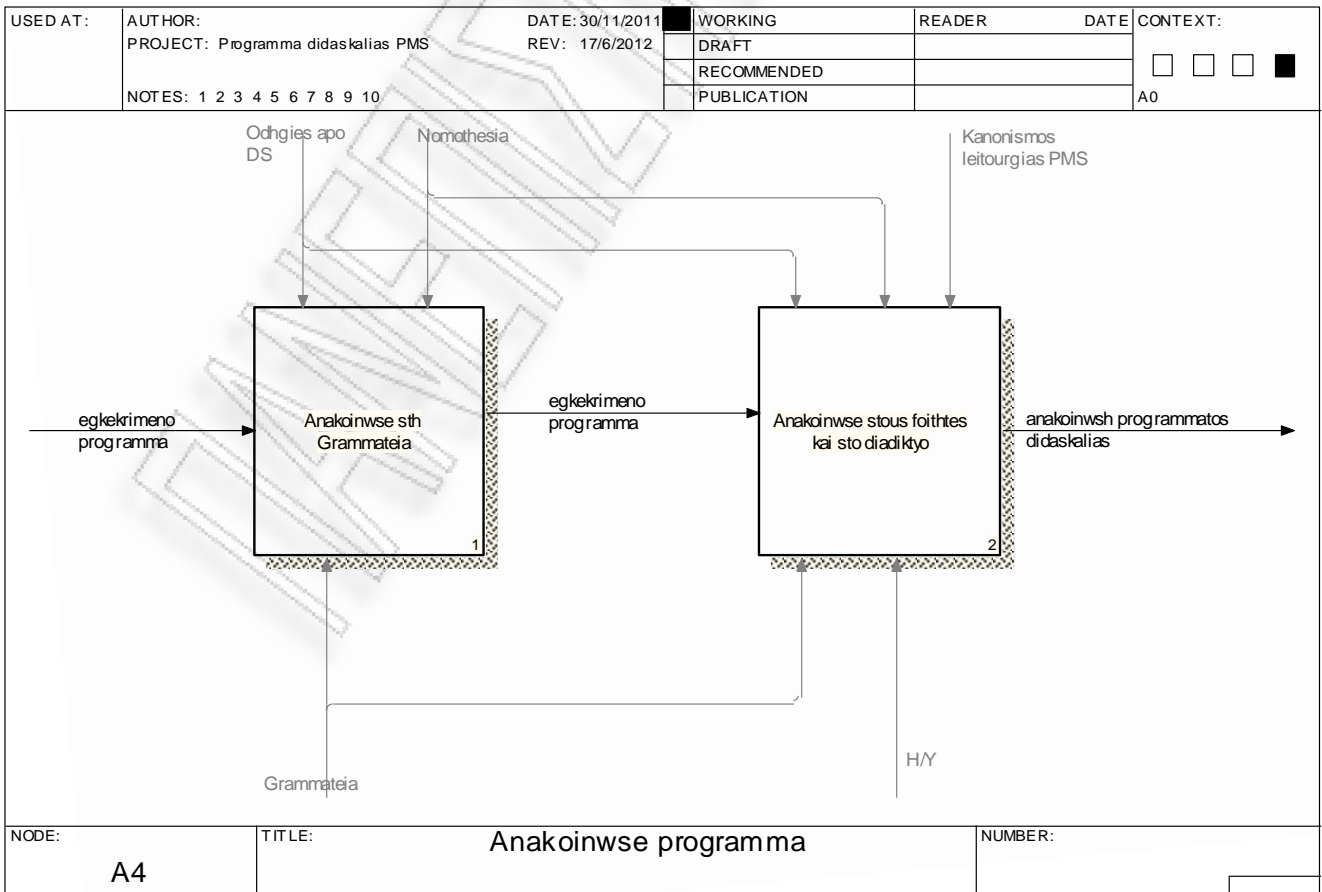 USED AT:
AUTHOR:
DATE: 30/11/2011
PROJECT: Programma didaskalias PMS
REV: 17/6/2012
NOTES: 1 2 3 4 5 6 7 8 9 10
WORKING
DRAFT
RECOMMENDED
PUBLICATION
READER
DATE
CONTEXT:
A0
Odhgies apo
DS
Nomothesia
Kanonismos
leitourgias PMS
egkekrimeno
programma
Anakoinwse sth
Grammateia
1
egkekrimeno
programma
Anakoinwse stous foithtes
kai sto diadiktyo
2
anakoinwsh programmatos
didaskalias
Grammateia
H/Y
NODE:
A4
TITLE:
Anakoinwse programma
NUMBER: